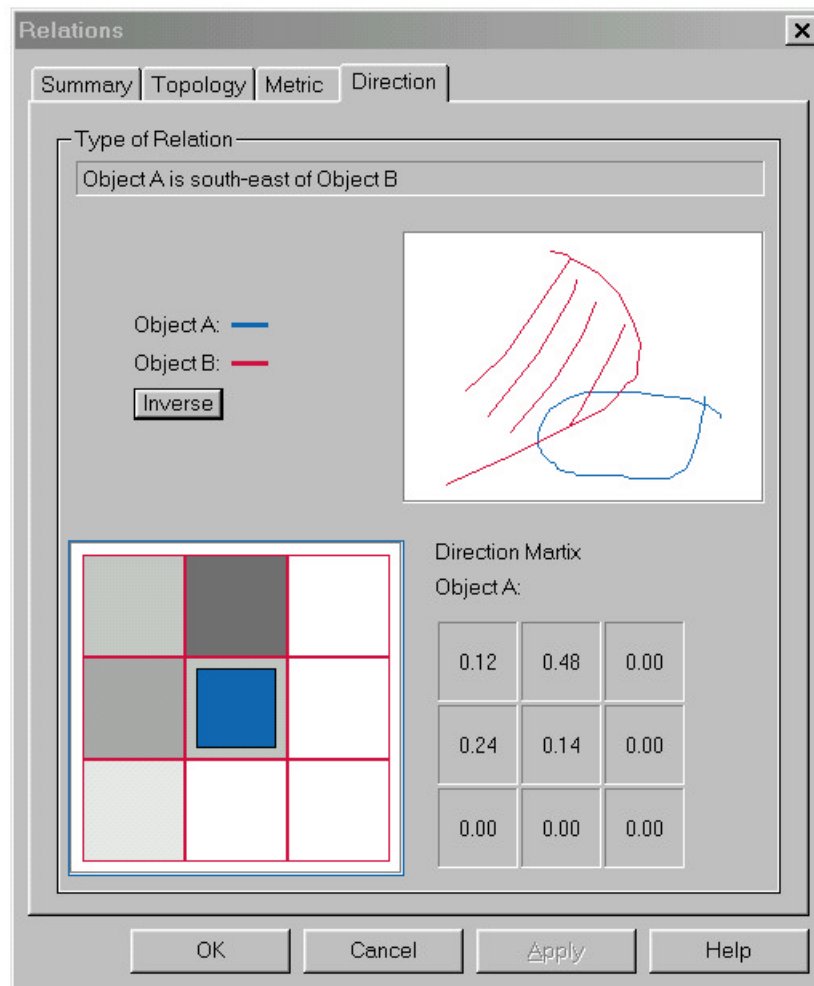 Relations
Summary Topology Metric Direction
Type of Relation
Object A is south-east of Object B
Object A:
Object B:
Inverse
Direction Martix
Object A:
0.12 0.48 0.00
0.24 0.14 0.00
0.00 0.00 0.00
OK Cancel Apply Help